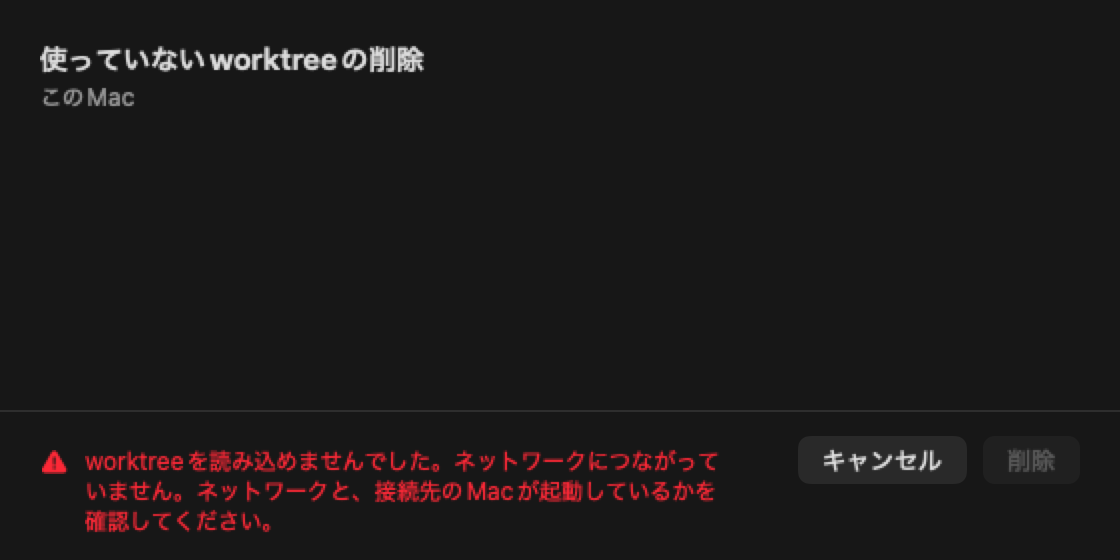 使っていないworktreeの削除
このMac
worktreeを読み込めませんでした。ネットワークにつながって
いません。ネットワークと、接続先のMacが起動しているかを
確認してください。
キャンセル
削除